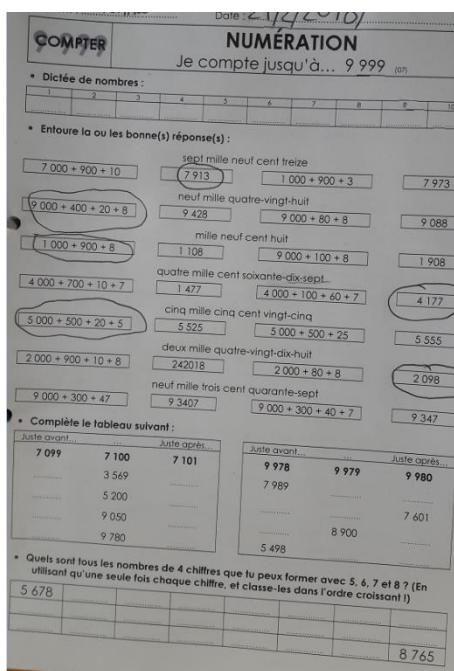 Date : 21/4/2016/
COMPTER
9 999
NUMÉRATION
Je compte jusqu'à... 9 999 (07)
• Dictée de nombres :
1 2 3 4 5 6 7 8 9 10
• Entoure la ou les bonne(s) réponse(s) :
sept mille neuf cent treize
7 000 + 900 + 10 7 913 1 000 + 900 + 3 7 973
neuf mille quatre-vingt-huit
9 000 + 400 + 20 + 8 9 428 9 000 + 80 + 8 9 088
mille neuf cent huit
1 000 + 900 + 8 1 108 9 000 + 100 + 8 1 908
quatre mille cent soixante-dix-sept
4 000 + 700 + 10 + 7 1 477 4 000 + 100 + 60 + 7 4 177
cinq mille cinq cent vingt-cinq
5 000 + 500 + 20 + 5 5 525 5 000 + 500 + 25 5 555
deux mille quatre-vingt-dix-huit
2 000 + 900 + 10 + 8 242018 2 000 + 80 + 8 2 098
neuf mille trois cent quarante-sept
9 000 + 300 + 47 9 3407 9 000 + 300 + 40 + 7 9 347
• Complète le tableau suivant :
Juste avant... ... Juste après...
7 099 7 100 7 101
3 569
5 200
9 050
9 780
Juste avant... ... Juste après...
9 978 9 979 9 980
7 989
7 601
8 900
5 498
• Quels sont tous les nombres de 4 chiffres que tu peux former avec 5, 6, 7 et 8 ? (En
utilisant qu'une seule fois chaque chiffre, et classe-les dans l'ordre croissant !)
5 678
8 765